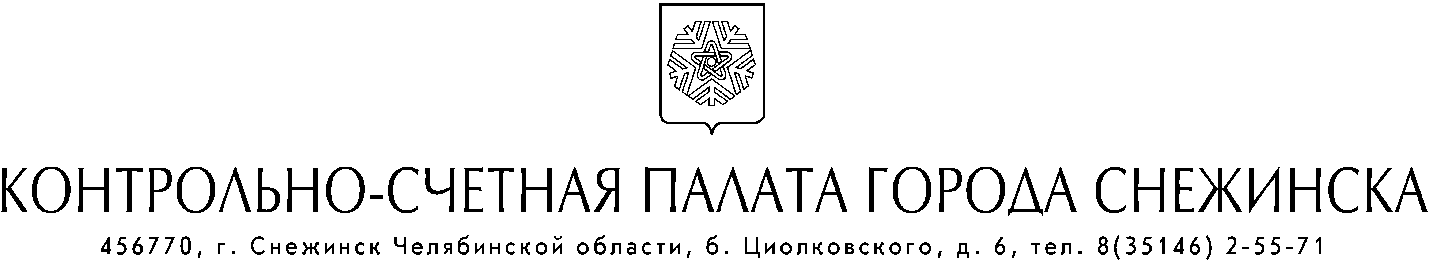 КОНТРОЛЬНО-СЧЕТНАЯ ПАЛАТА ГОРОДА СНЕЖИНСКА
456770, г. Снежинск Челябинской области, б. Циолковского, д. 6, тел. 8(35146) 2-55-71